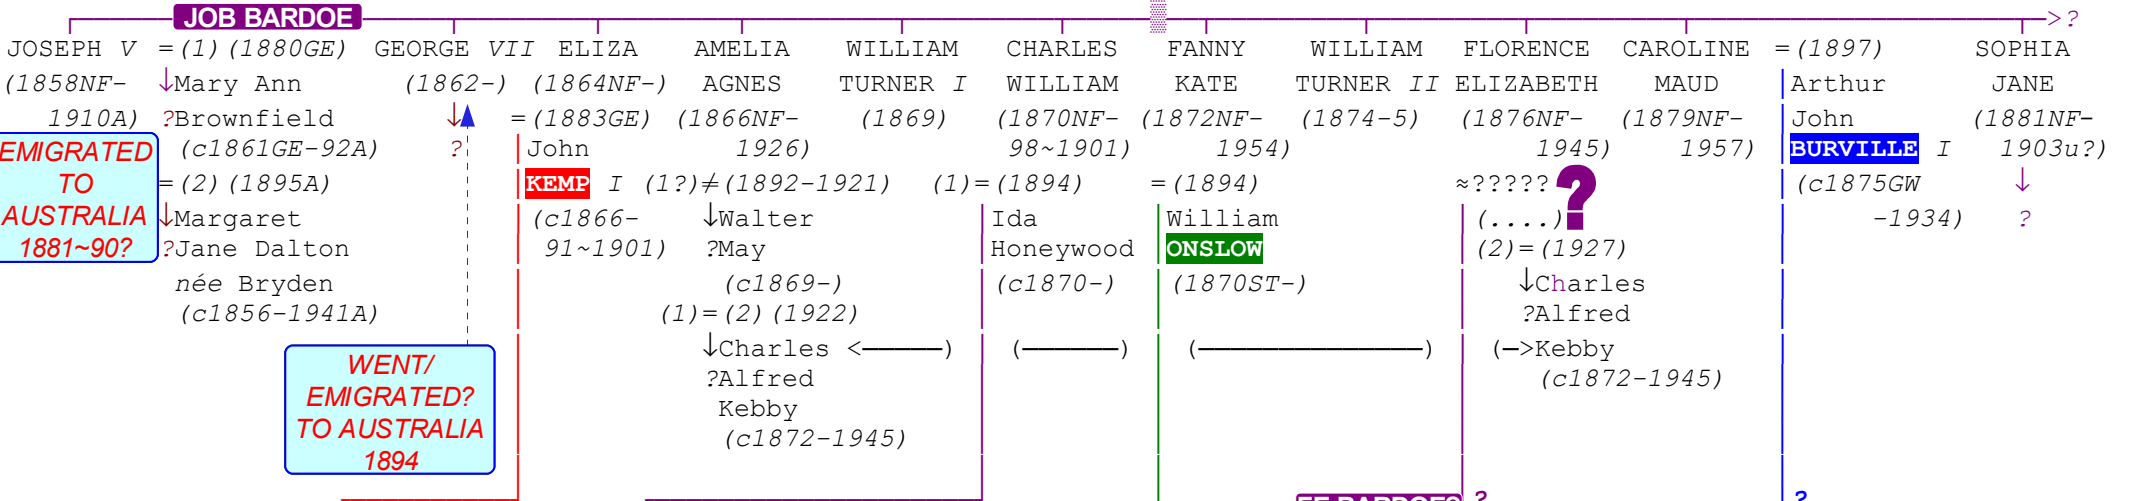 JOB BARDOE
>?
JOSEPH V =(1)(1880GE) GEORGE VII ELIZA AMELIA WILLIAM CHARLES FANNY WILLIAM FLORENCE CAROLINE =(1897) SOPHIA
(1858NF- ↓Mary Ann (1862-) (1864NF-) AGNES TURNER I WILLIAM KATE TURNER II ELIZABETH MAUD Arthur JANE
1910A) ?Brownfield ↓ =(1883GE) (1866NF- (1869) (1870NF- (1872NF- (1874-5) (1876NF- (1879NF- John (1881NF-
EMIGRATED (c1861GE-92A) ? John 1926) 98~1901) 1954) 1945) 1957) BURVILLE I 1903u?)
TO =(2)(1895A) KEMP I (1?)≠(1892-1921) (1)=(1894) =(1894) ≈????? ? (c1875GW ↓
AUSTRALIA ↓Margaret (c1866- ↓Walter Ida William (....) -1934) ?
1881~90? ?Jane Dalton 91~1901) ?May Honeywood ONSLOW (2)=(1927)
née Bryden (c1869-) (c1870-) (1870ST-) ↓Charles
(c1856-1941A) (1)=(2)(1922) ?Alfred
WENT/ ↓Charles <—————) (——————) (——————————————) (—>Kebby
EMIGRATED? ?Alfred (c1872-1945)
TO AUSTRALIA Kebby
1894 (c1872-1945)
BARDOE? ? ?